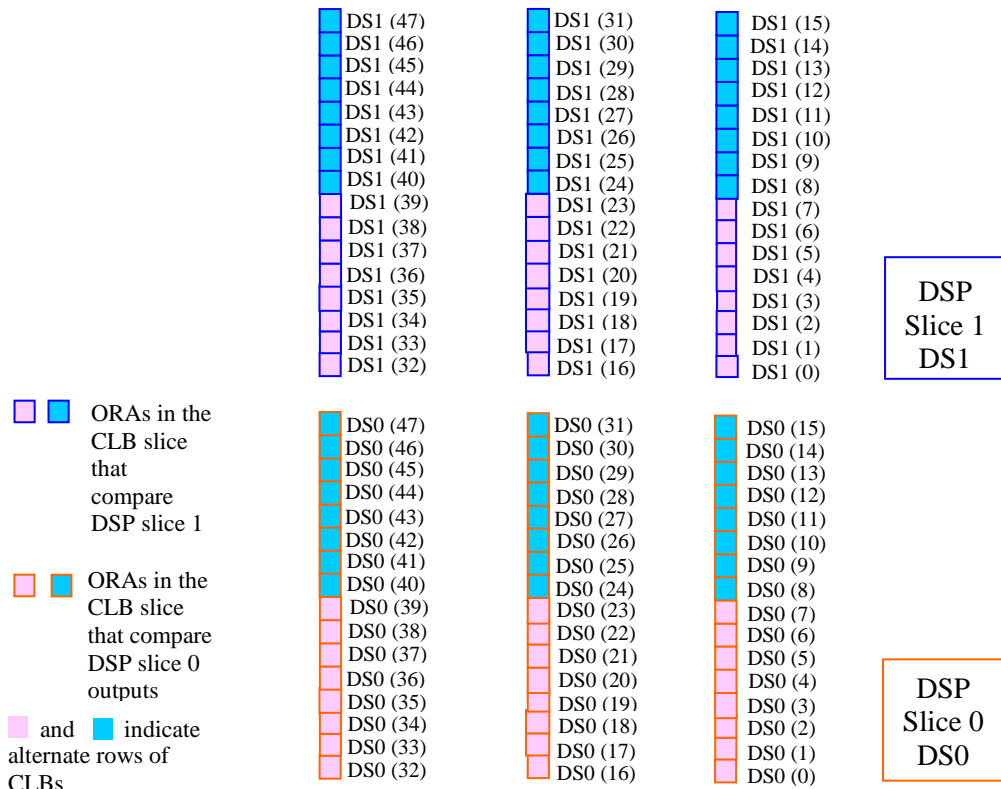 DS1 (47) DS1 (31) DS1 (15)
DS1 (46) DS1 (30) DS1 (14)
DS1 (45) DS1 (29) DS1 (13)
DS1 (44) DS1 (28) DS1 (12)
DS1 (43) DS1 (27) DS1 (11)
DS1 (42) DS1 (26) DS1 (10)
DS1 (41) DS1 (25) DS1 (9)
DS1 (40) DS1 (24) DS1 (8)
DS1 (39) DS1 (23) DS1 (7)
DS1 (38) DS1 (22) DS1 (6)
DS1 (37) DS1 (21) DS1 (5)
DS1 (36) DS1 (20) DS1 (4)
DS1 (35) DS1 (19) DS1 (3)
DS1 (34) DS1 (18) DS1 (2)
DS1 (33) DS1 (17) DS1 (1)
DS1 (32) DS1 (16) DS1 (0)
DSP
Slice 1
DS1
ORAs in the
CLB slice
that
compare
DSP slice 1
DS0 (47) DS0 (31) DS0 (15)
DS0 (46) DS0 (30) DS0 (14)
DS0 (45) DS0 (29) DS0 (13)
DS0 (44) DS0 (28) DS0 (12)
DS0 (43) DS0 (27) DS0 (11)
DS0 (42) DS0 (26) DS0 (10)
DS0 (41) DS0 (25) DS0 (9)
DS0 (40) DS0 (24) DS0 (8)
DS0 (39) DS0 (23) DS0 (7)
DS0 (38) DS0 (22) DS0 (6)
DS0 (37) DS0 (21) DS0 (5)
DS0 (36) DS0 (20) DS0 (4)
DS0 (35) DS0 (19) DS0 (3)
DS0 (34) DS0 (18) DS0 (2)
DS0 (33) DS0 (17) DS0 (1)
DS0 (32) DS0 (16) DS0 (0)
ORAs in the
CLB slice
that compare
DSP slice 0
outputs
and indicate
alternate rows of
CLBs
DSP
Slice 0
DS0